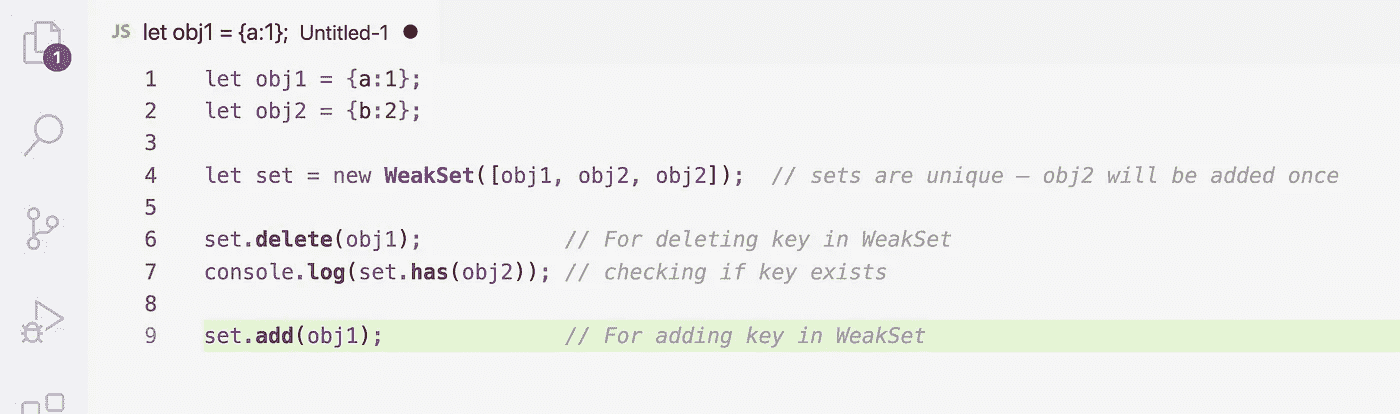 JS let obj1 = {a:1}; Untitled-1
1
1 let obj1 = {a:1};
2 let obj2 = {b:2};
3
4 let set = new WeakSet([obj1, obj2, obj2]); // sets are unique – obj2 will be added once
5
6 set.delete(obj1); // For deleting key in WeakSet
7 console.log(set.has(obj2)); // checking if key exists
8
9 set.add(obj1); // For adding key in WeakSet